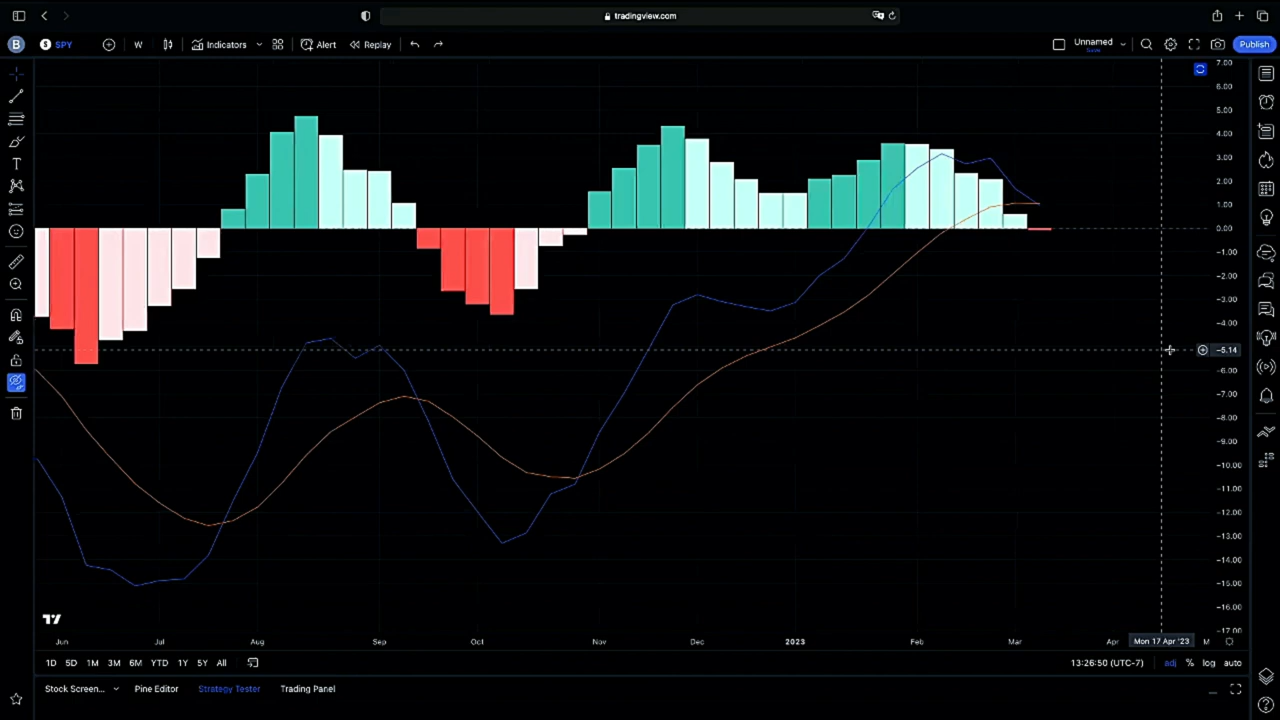 tradingview.com
B
S
SPY
W
Indicators
Alert
Replay
Unnamed
Save
Publish
7.00
6.00
5.00
4.00
3.00
2.00
1.00
0.00
−1.00
−2.00
−3.00
−4.00
−5.14
−6.00
−7.00
−8.00
−9.00
−10.00
−11.00
−12.00
−13.00
−14.00
−15.00
−16.00
−17.00
Jun Jul Aug Sep Oct Nov Dec 2023 Feb Mar Apr Mon 17 Apr '23 M
1D 5D 1M 3M 6M YTD 1Y 5Y All 13:26:50 (UTC-7) adj % log auto
Stock Screen... Pine Editor Strategy Tester Trading Panel